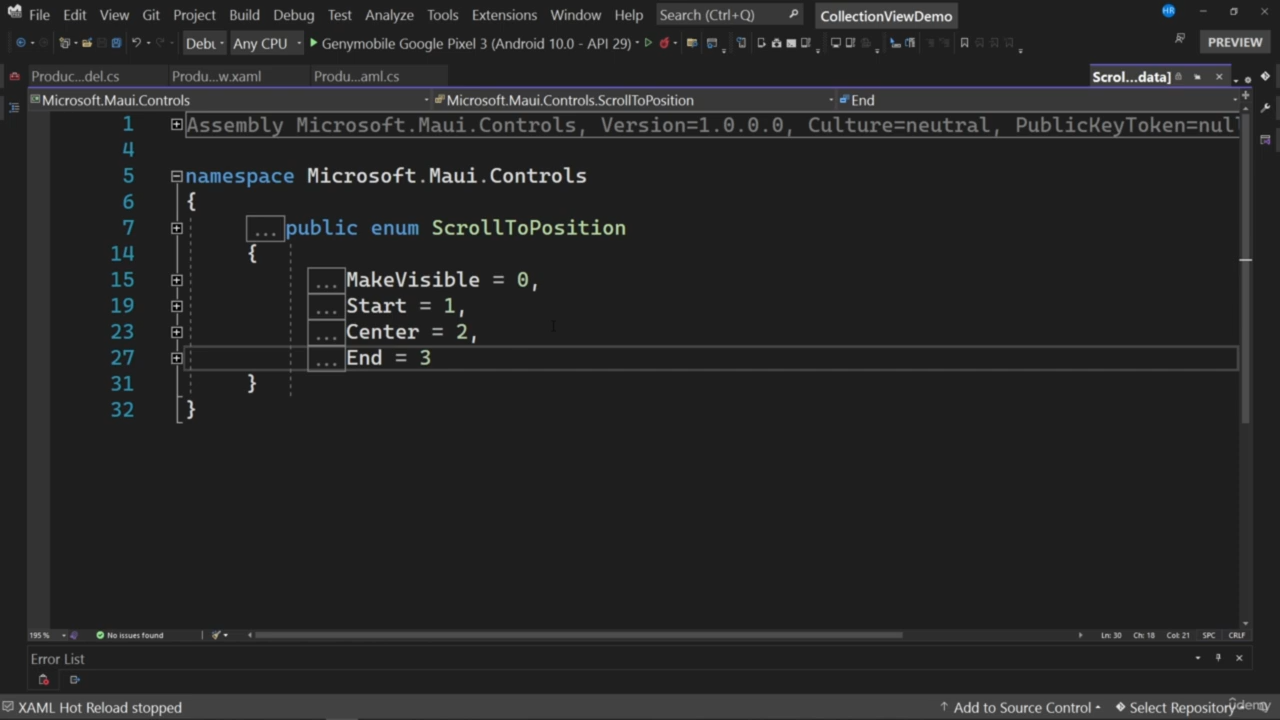 File Edit View Git Project Build Debug Test Analyze Tools Extensions Window Help Search (Ctrl+Q) CollectionViewDemo HR
Debu Any CPU Genymobile Google Pixel 3 (Android 10.0 - API 29) PREVIEW
Produc...del.cs Produ...w.xaml Produ...aml.cs Scrol...data]
Microsoft.Maui.Controls Microsoft.Maui.Controls.ScrollToPosition End
1 Assembly Microsoft.Maui.Controls, Version=1.0.0.0, Culture=neutral, PublicKeyToken=nul
4
5 namespace Microsoft.Maui.Controls
6 {
7 ... public enum ScrollToPosition
14 {
15 ... MakeVisible = 0,
19 ... Start = 1,
23 ... Center = 2,
27 ... End = 3
31 }
32 }
195 % No issues found Ln: 30 Ch: 18 Col: 21 SPC CRLF
Error List
XAML Hot Reload stopped Add to Source Control Select Repository
Udemy